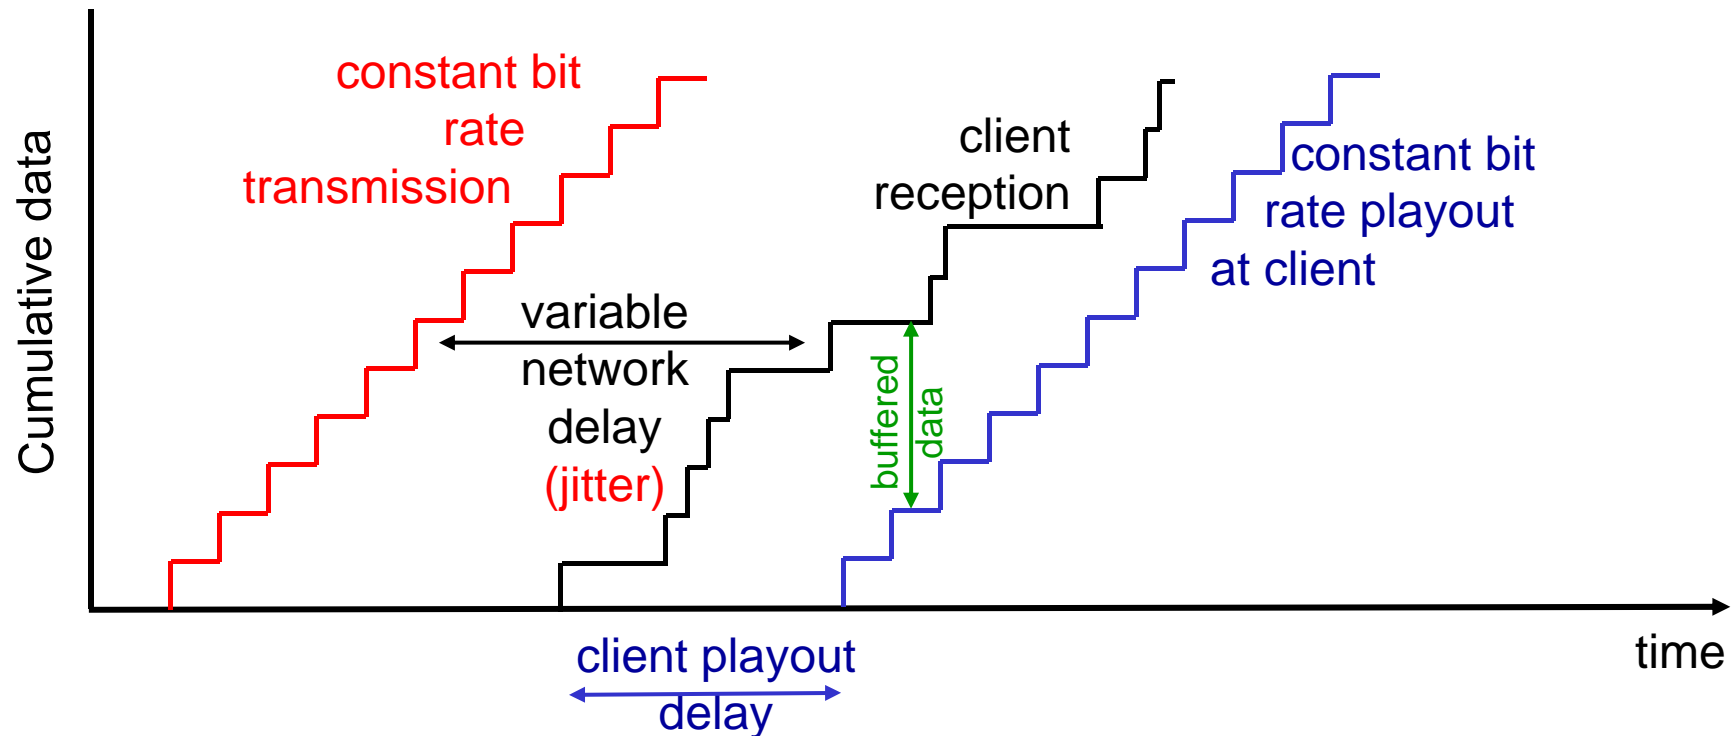 constant bit
rate
transmission
Cumulative data
variable
network
delay
(jitter)
client
reception
buffered
data
constant bit
rate playout
at client
time
client playout
delay